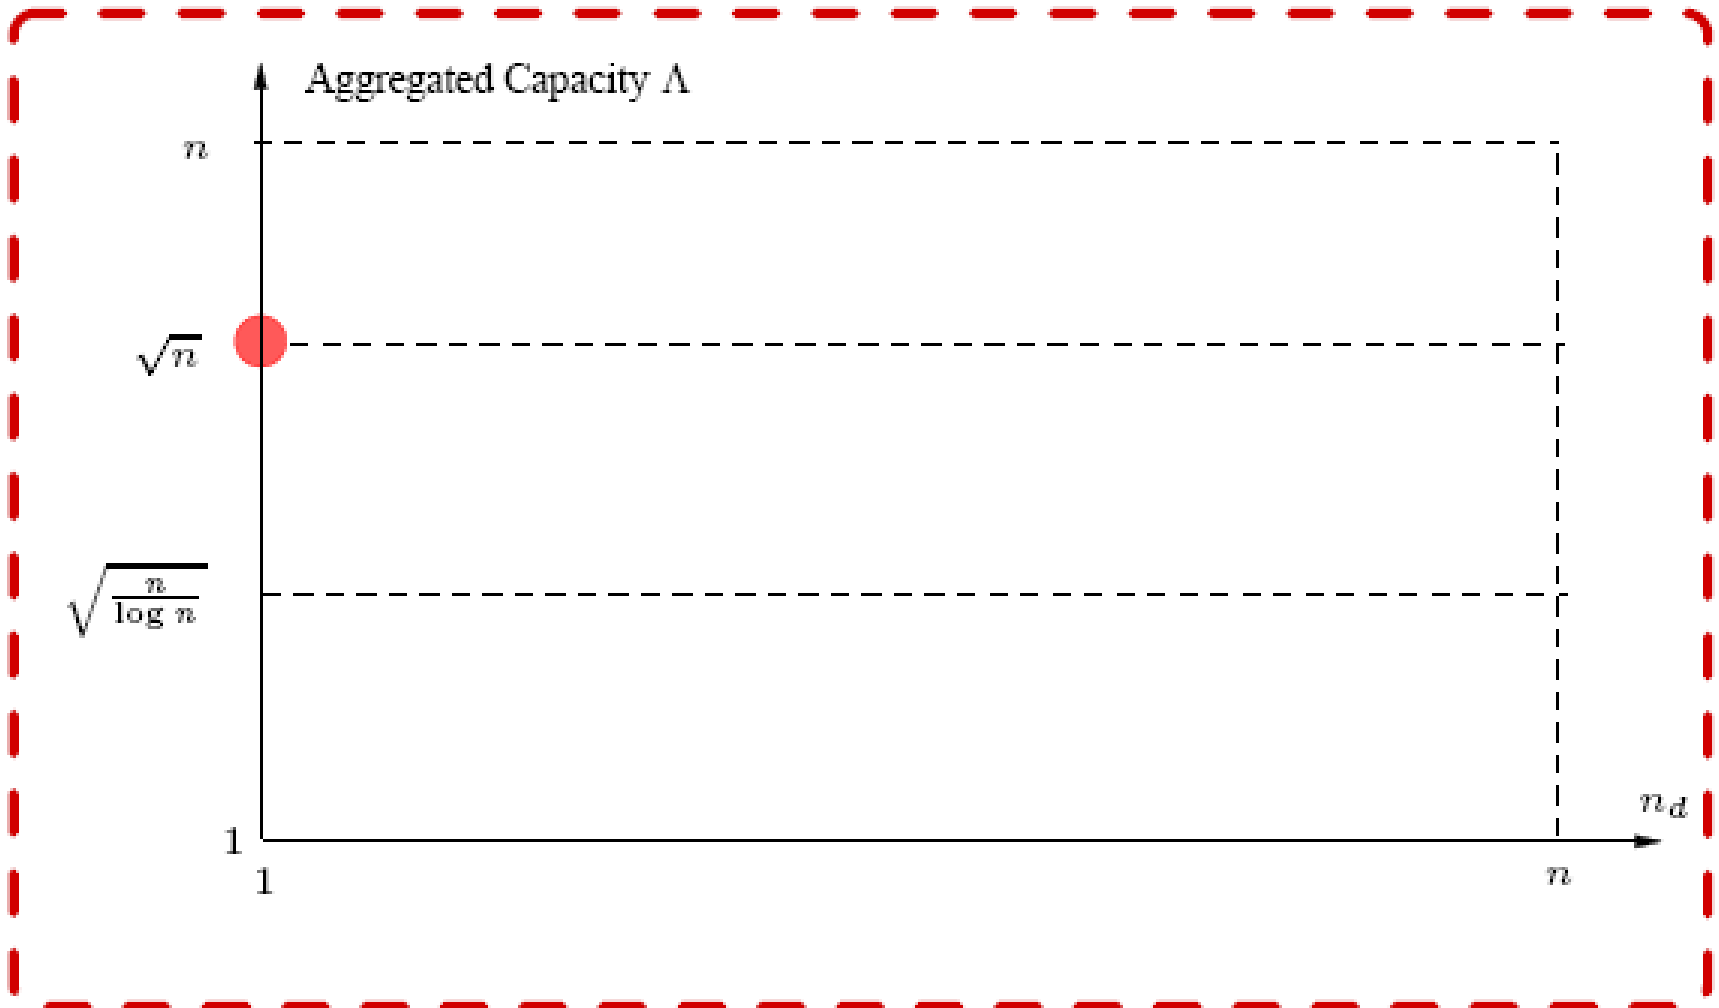 Aggregated Capacity Λ
n
√n
√(n/log n)
n_d
1
1
n